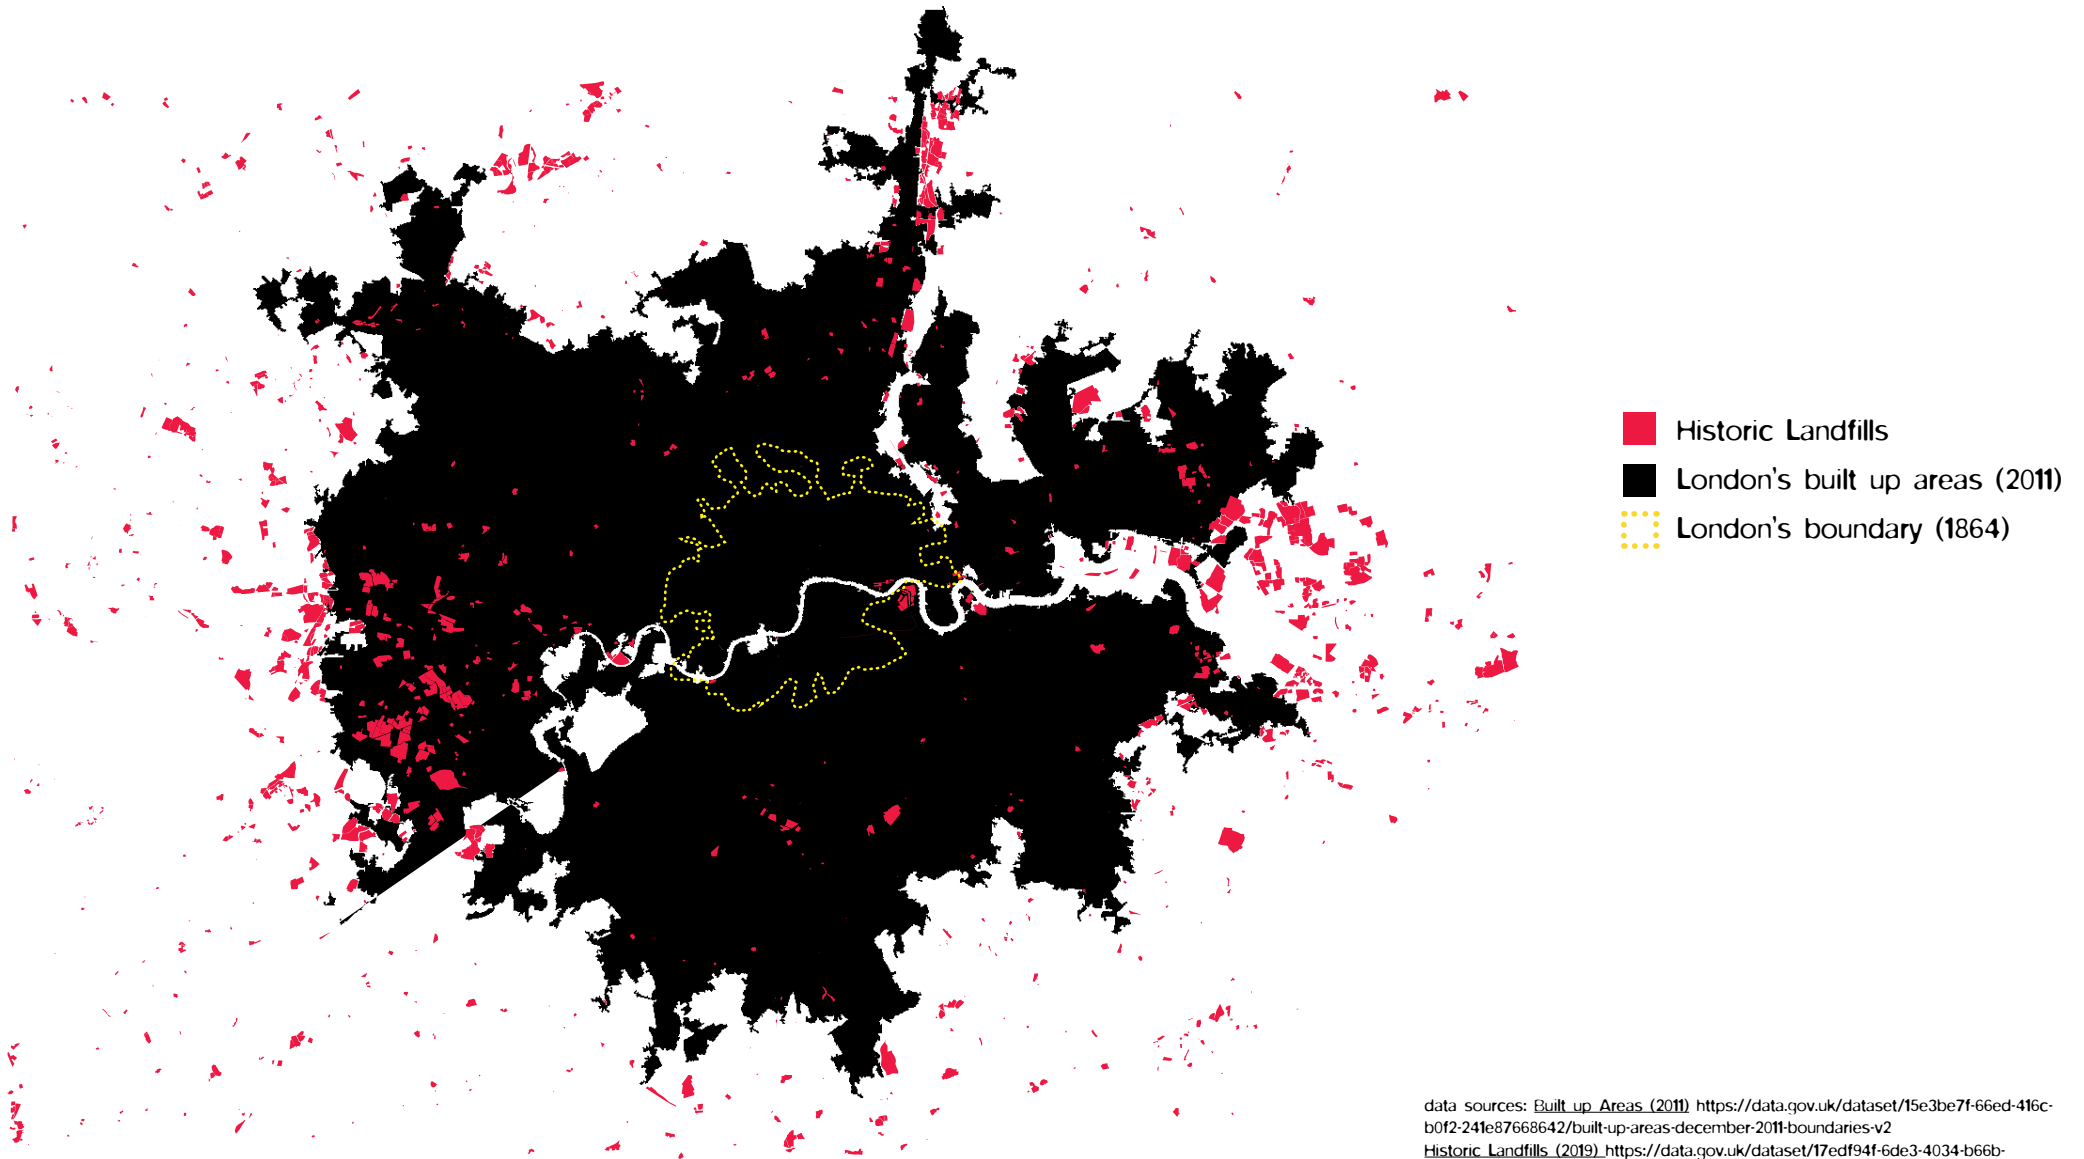 Historic Landfills
London's built up areas (2011)
London's boundary (1864)
data sources: Built up Areas (2011) https://data.gov.uk/dataset/15e3be7f-66ed-416c-
b0f2-241e87668642/built-up-areas-december-2011-boundaries-v2
Historic Landfills (2019) https://data.gov.uk/dataset/17edf94f-6de3-4034-b66b-